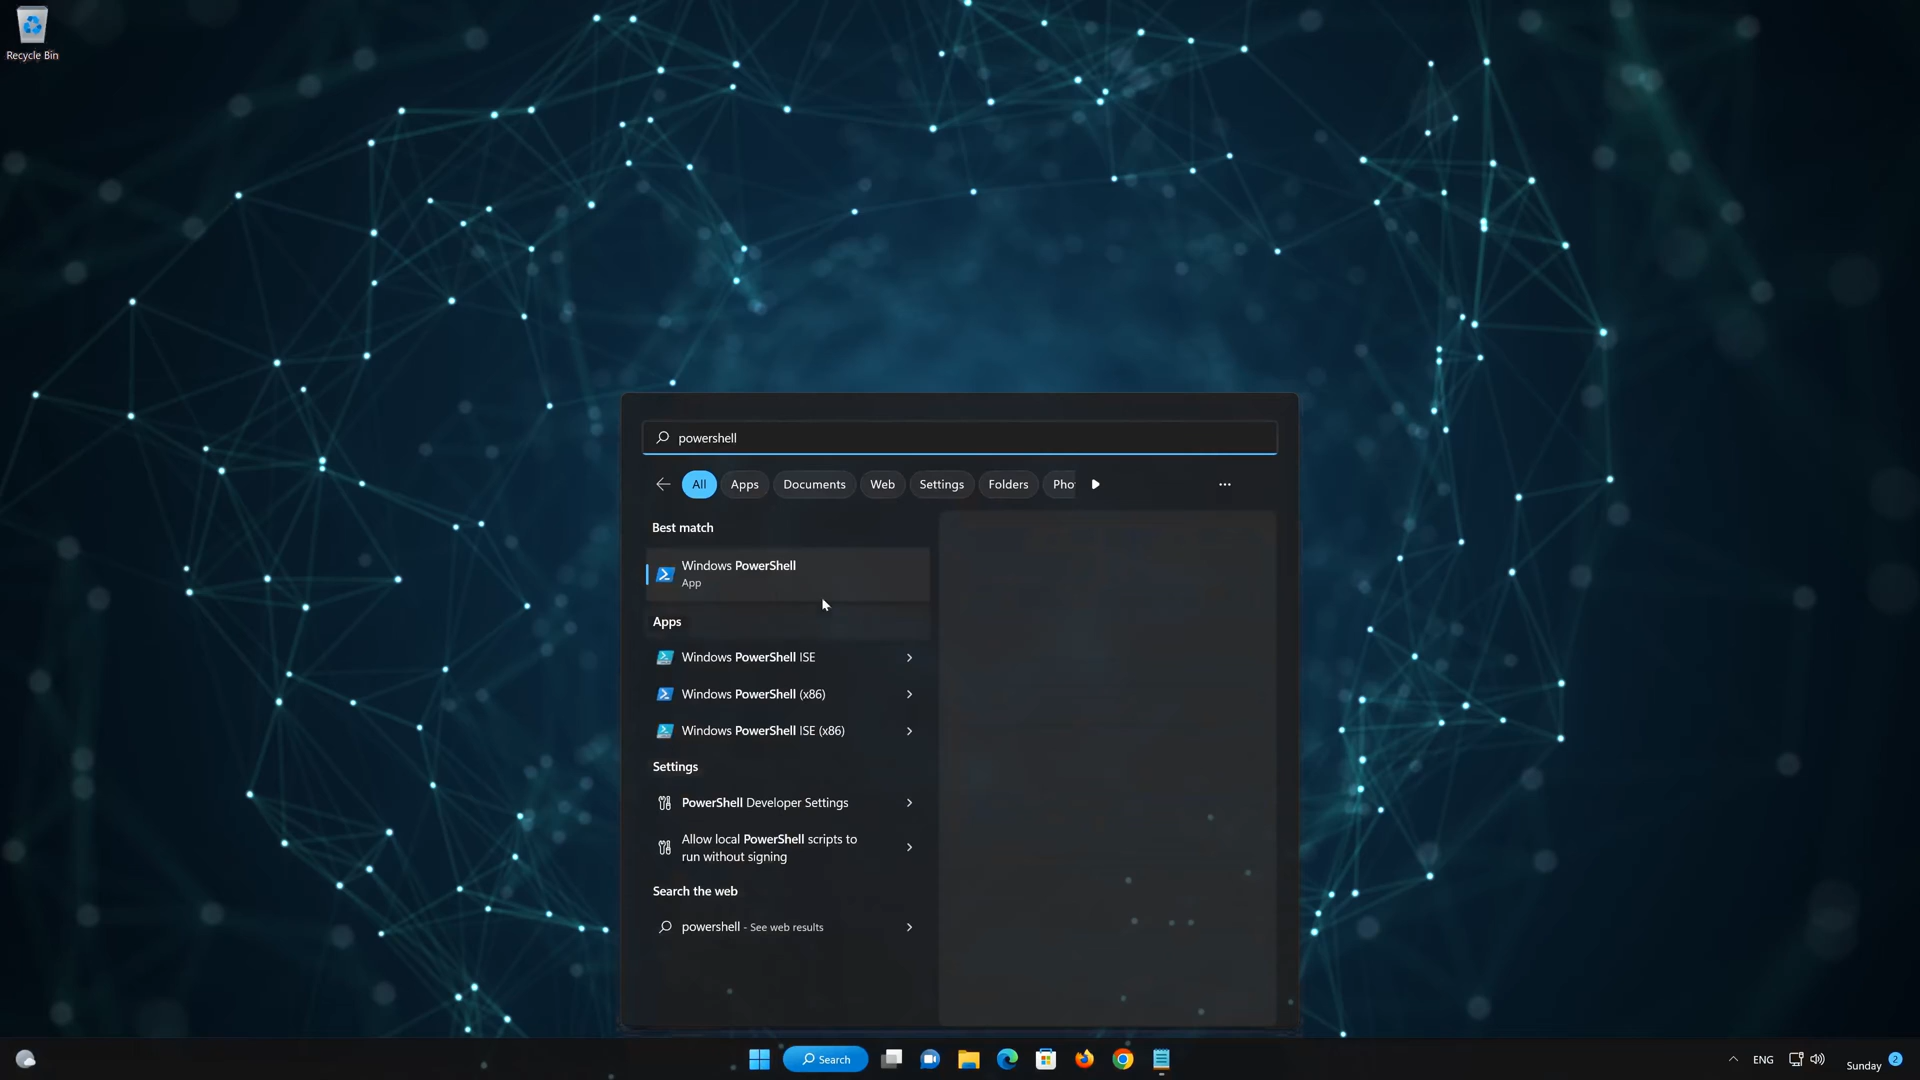 Recycle Bin
powershell
All Apps Documents Web Settings Folders Pho
Best match
Windows PowerShell
App
Apps
Windows PowerShell ISE
Windows PowerShell (x86)
Windows PowerShell ISE (x86)
Settings
PowerShell Developer Settings
Allow local PowerShell scripts to
run without signing
Search the web
powershell - See web results
Search
ENG
Sunday 2